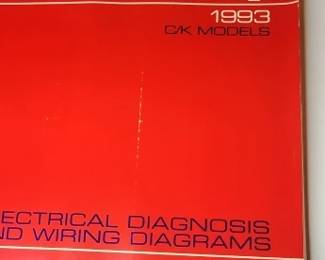 1993
C/K MODELS
ECTRICAL DIAGNOSIS
ND WIRING DIAGRAMS